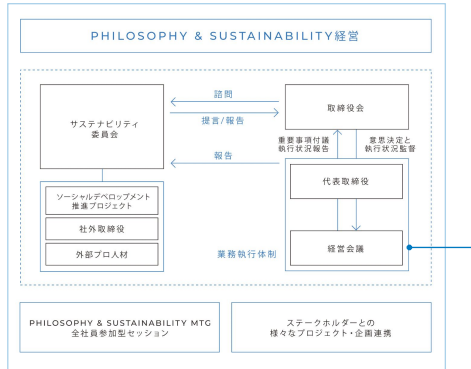 PHILOSOPHY & SUSTAINABILITY経営
諮問
提言/報告
サステナビリティ
委員会
取締役会
重要事項付議
執行状況報告
意思決定と
執行状況監督
報告
代表取締役
ソーシャルデベロップメント
推進プロジェクト
社外取締役
外部プロ人材
業務執行体制
経営会議
PHILOSOPHY & SUSTAINABILITY MTG
全社員参加型セッション
ステークホルダーとの
様々なプロジェクト・企画連携